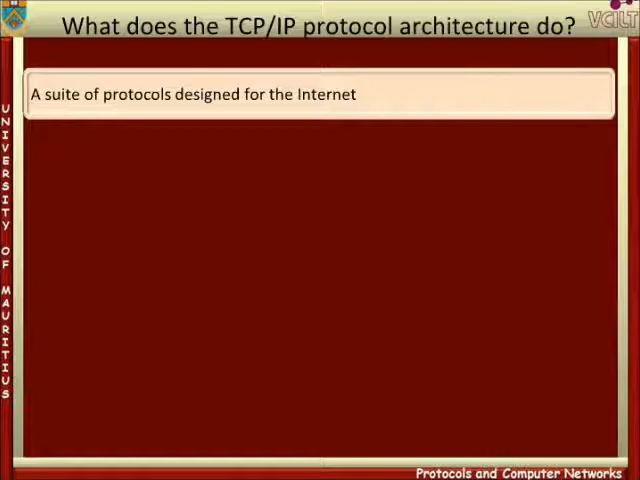 What does the TCP/IP protocol architecture do?
VCILT
A suite of protocols designed for the Internet
UNIVERSITY OF MAURITIUS
Protocols and Computer Networks